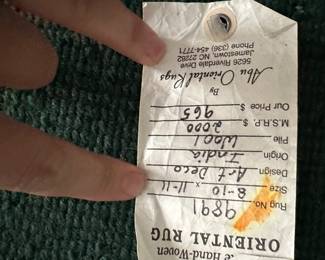 e Hand-Woven
ORIENTAL RUG
Rug No. 9891
Size 8-10 x 11-11
Design Art Deco
Origin India
Pile Wool
M.S.R.P. $ 2000
Our Price $ 965
By
Abu Oriental Rugs
5626 Riverdale Drive
Jamestown, NC 27282
Phone (336) 454-7771